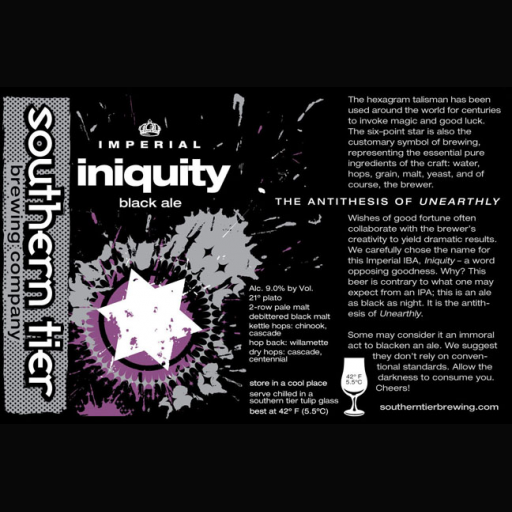 southern tier
brewing company
IMPERIAL
iniquity
black ale
Alc. 9.0% by Vol.
21° plato
2-row pale malt
debittered black malt
kettle hops: chinook,
cascade
hop back: willamette
dry hops: cascade,
centennial
store in a cool place
serve chilled in a
southern tier tulip glass
best at 42° F (5.5°C)
The hexagram talisman has been
used around the world for centuries
to invoke magic and good luck.
The six-point star is also the
customary symbol of brewing,
representing the essential pure
ingredients of the craft: water,
hops, grain, malt, yeast, and of
course, the brewer.
THE ANTITHESIS OF UNEARTHLY
Wishes of good fortune often
collaborate with the brewer's
creativity to yield dramatic results.
We carefully chose the name for
this Imperial IBA, Iniquity – a word
opposing goodness. Why? This
beer is contrary to what one may
expect from an IPA; this is an ale
as black as night. It is the antith-
esis of Unearthly.
Some may consider it an immoral
act to blacken an ale. We suggest
they don't rely on conven-
tional standards. Allow the
darkness to consume you.
Cheers!
42° F
5.5°C
southerntierbrewing.com